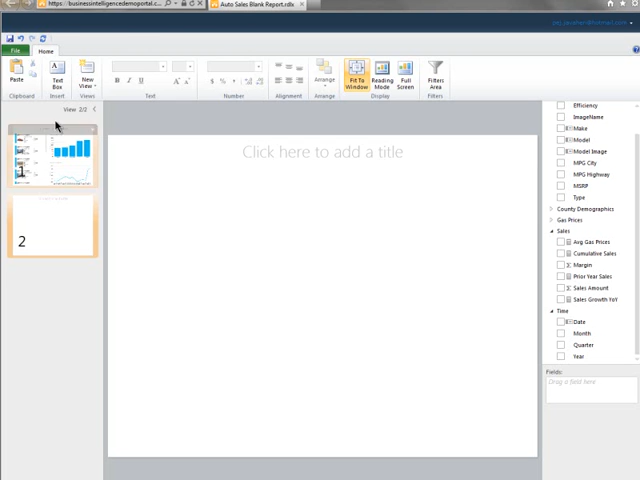 https://businessintelligencedemoportal.c...
Auto Sales Blank Report.rdlx
File
Home
Paste
Text Box
New View
Arrange
Fit To Window
Reading Mode
Full Screen
Filters Area
Clipboard
Insert
Views
Text
Number
Alignment
Arrange
Display
Filters
View 2/2
1
2
Click here to add a title
Efficiency
ImageName
Make
Model
Model Image
MPG City
MPG Highway
MSRP
Type
County Demographics
Gas Prices
Sales
Avg Gas Prices
Cumulative Sales
Margin
Prior Year Sales
Sales Amount
Sales Growth YoY
Time
Date
Month
Quarter
Year
Fields:
Drag a field here